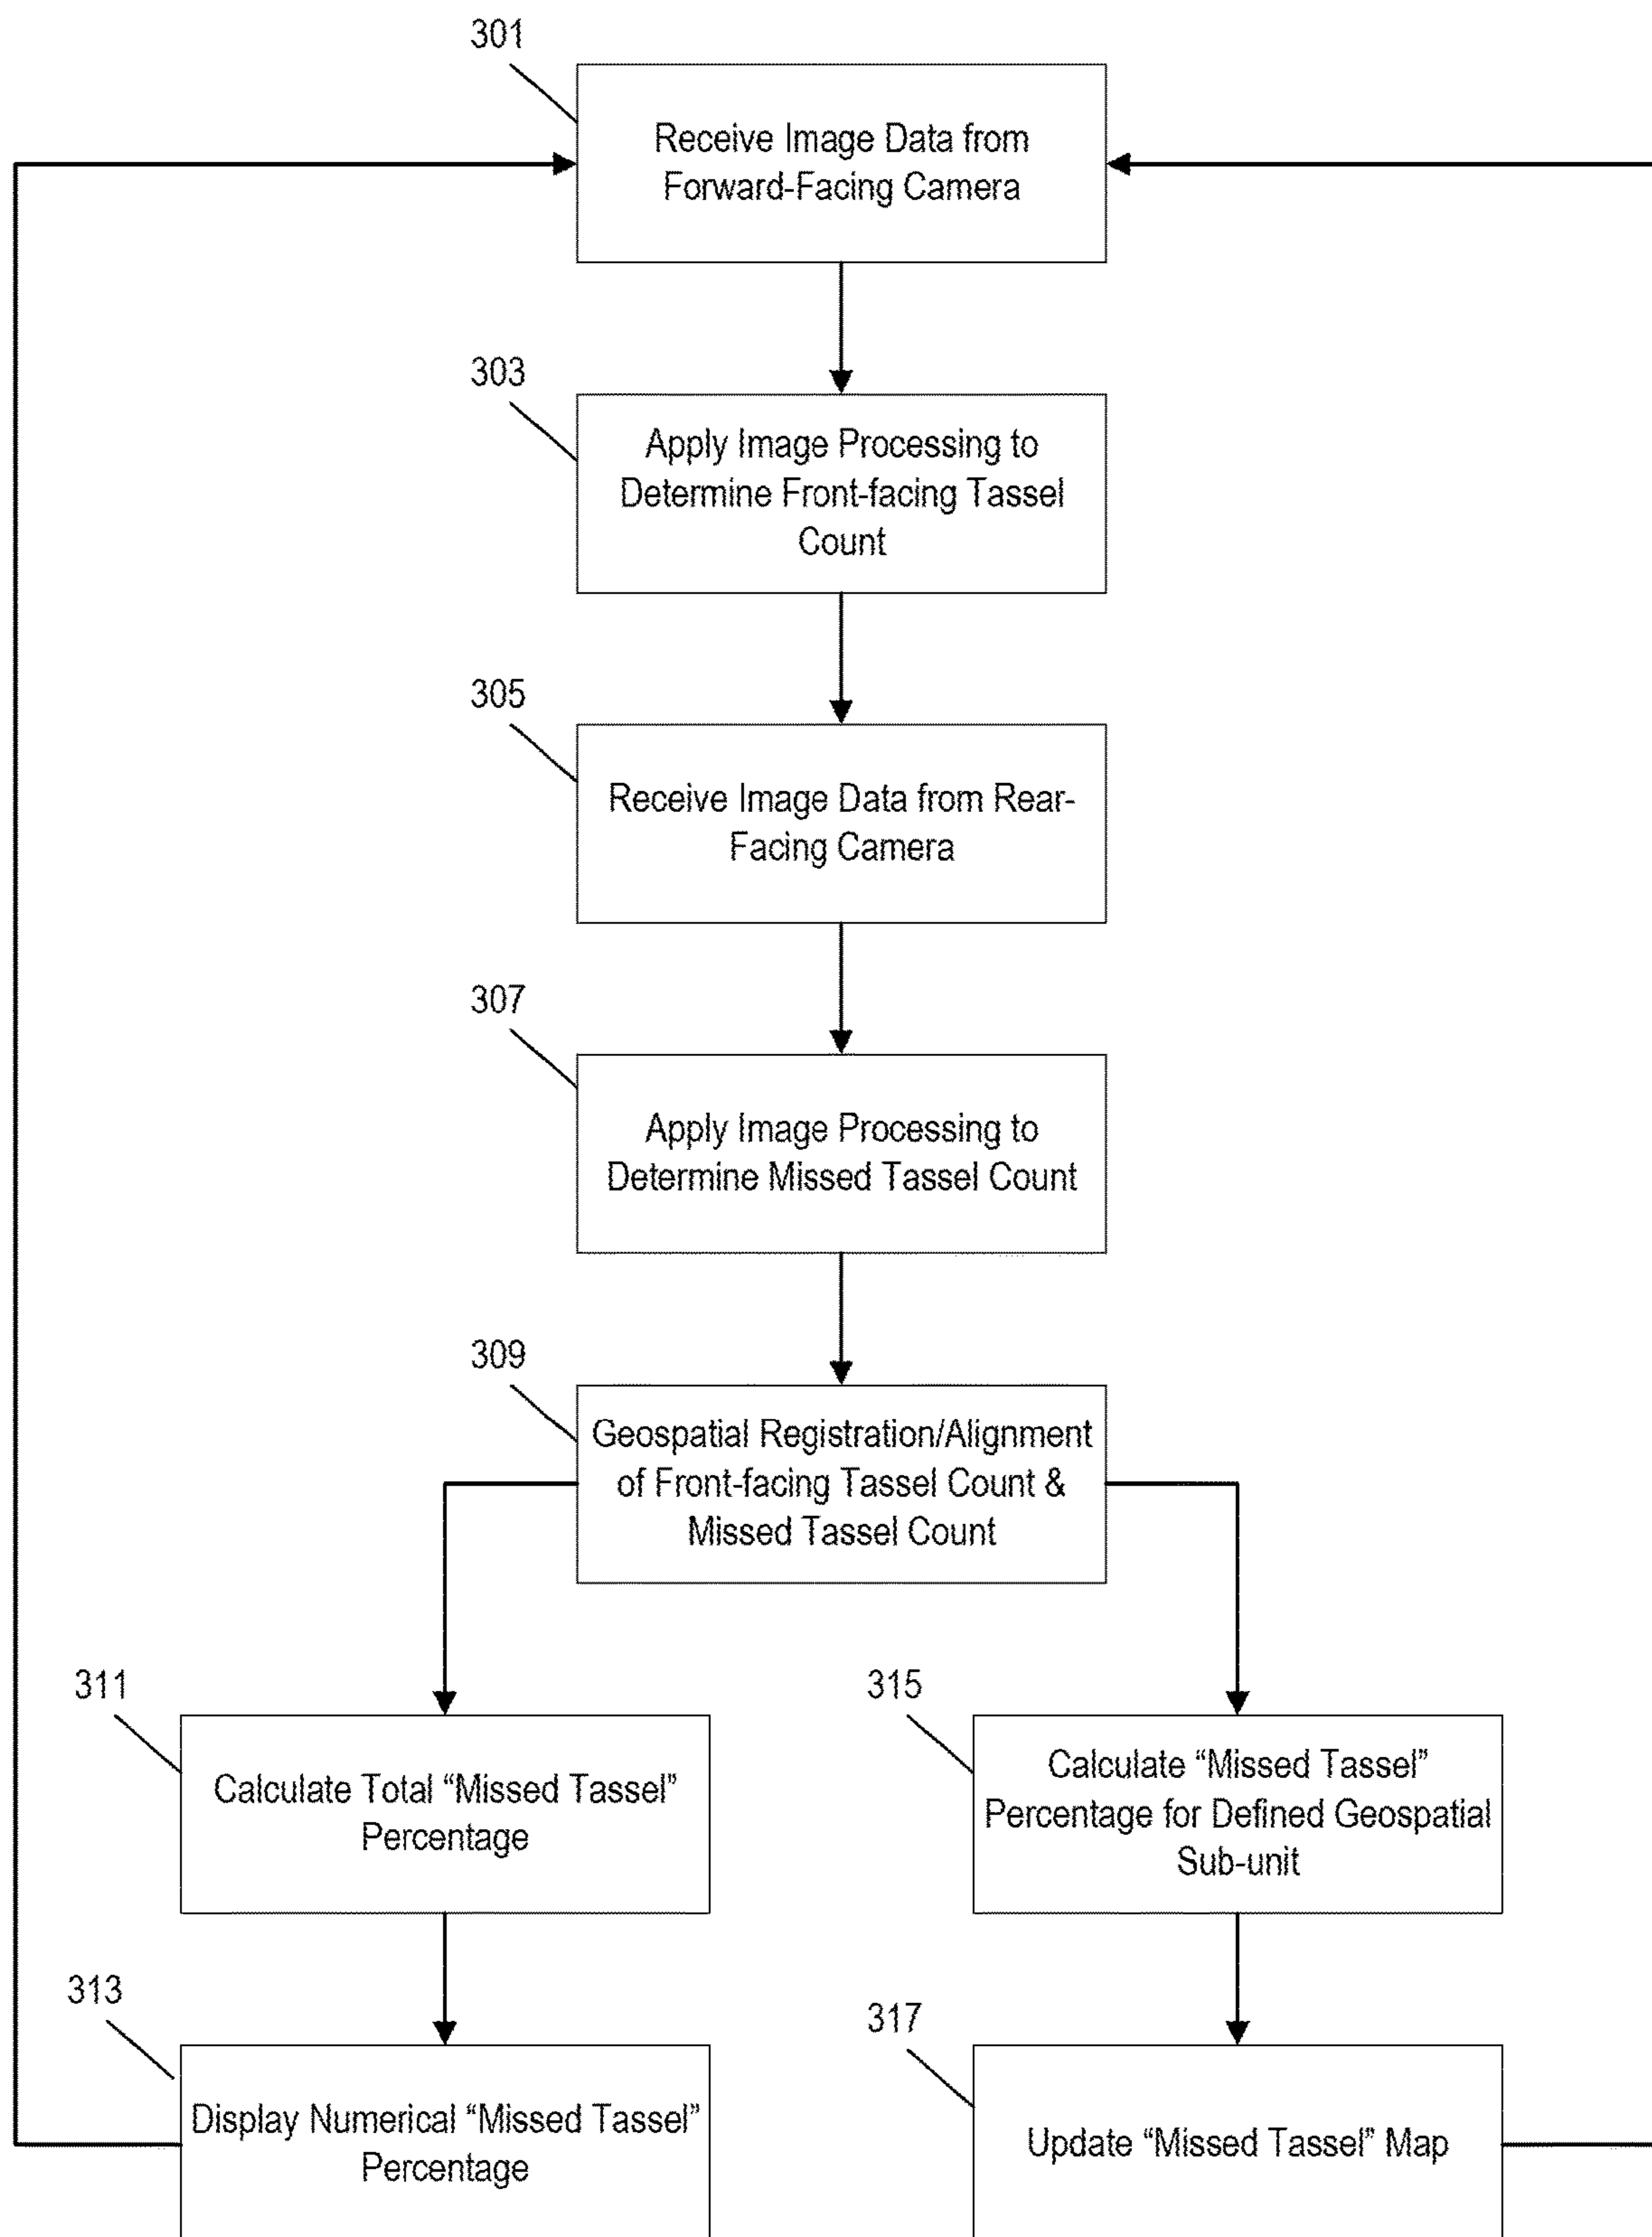 301
Receive Image Data from
Forward-Facing Camera
303
Apply Image Processing to
Determine Front-facing Tassel
Count
305
Receive Image Data from Rear-
Facing Camera
307
Apply Image Processing to
Determine Missed Tassel Count
309
Geospatial Registration/Alignment
of Front-facing Tassel Count &
Missed Tassel Count
311
Calculate Total “Missed Tassel”
Percentage
315
Calculate “Missed Tassel”
Percentage for Defined Geospatial
Sub-unit
313
Display Numerical “Missed Tassel”
Percentage
317
Update “Missed Tassel” Map